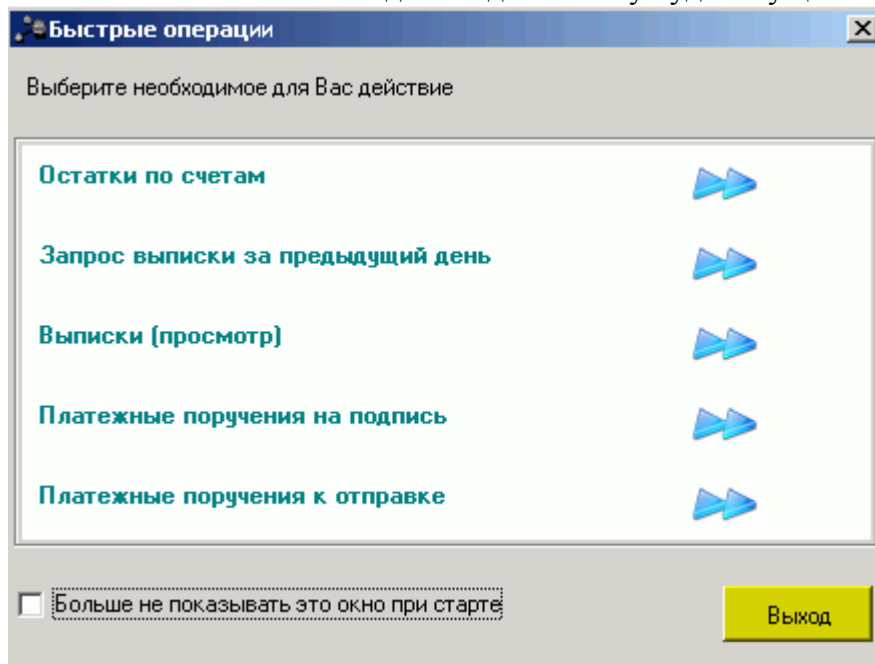 Быстрые операции
Выберите необходимое для Вас действие
Остатки по счетам
Запрос выписки за предыдущий день
Выписки (просмотр)
Платежные поручения на подпись
Платежные поручения к отправке
Больше не показывать это окно при старте
Выход